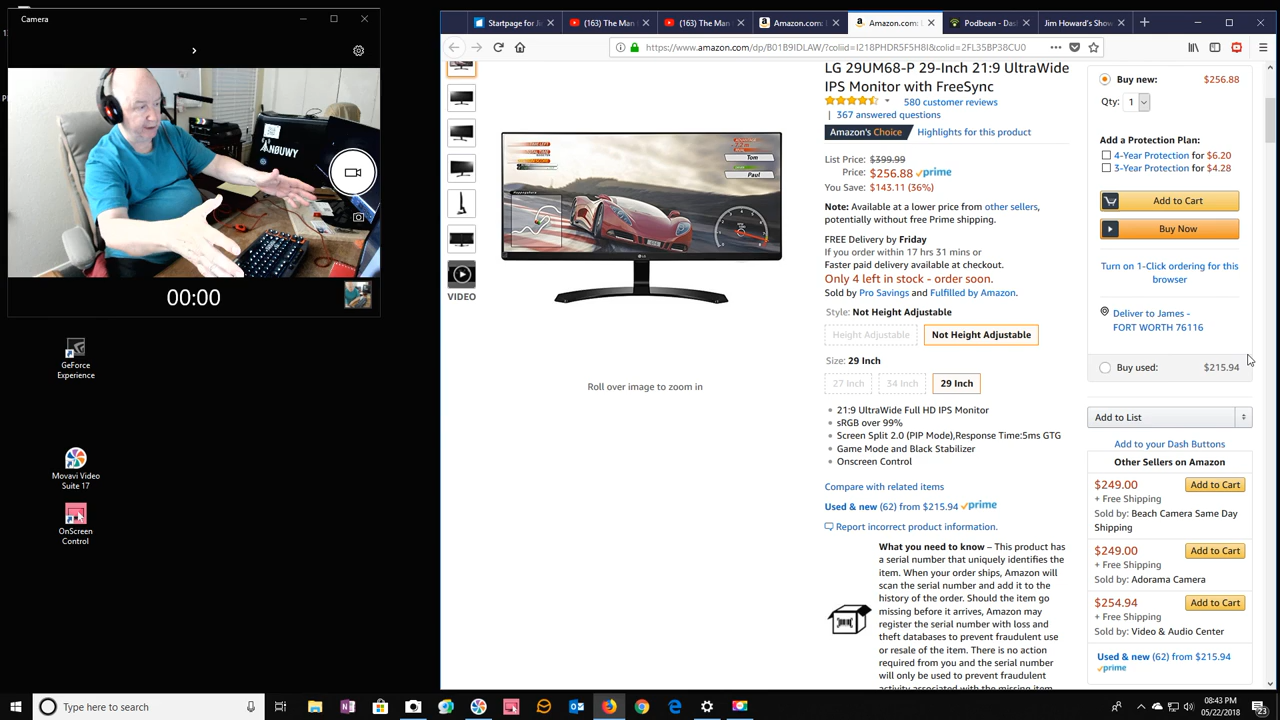 Camera
00:00
GeForce
Experience
Movavi Video
Suite 17
OnScreen
Control
Startpage for Ji
(163) The Man
(163) The Man
Amazon.com:
Amazon.com: L
Podbean - Dash
Jim Howard's Show
https://www.amazon.com/dp/B01B9IDLAW/?coliid=I218PHDR5F5H8I&colid=2FL35BP38CU0
LG 29UM68-P 29-Inch 21:9 UltraWide
IPS Monitor with FreeSync
580 customer reviews
| 367 answered questions
Amazon's Choice Highlights for this product
List Price: $399.99
Price: $256.88 prime
You Save: $143.11 (36%)
Note: Available at a lower price from other sellers,
potentially without free Prime shipping.
FREE Delivery by Friday
If you order within 17 hrs 31 mins or
Faster paid delivery available at checkout.
Only 4 left in stock - order soon.
Sold by Pro Savings and Fulfilled by Amazon.
Style: Not Height Adjustable
Height Adjustable Not Height Adjustable
Size: 29 Inch
27 Inch 34 Inch 29 Inch
21:9 UltraWide Full HD IPS Monitor
sRGB over 99%
Screen Split 2.0 (PIP Mode),Response Time:5ms GTG
Game Mode and Black Stabilizer
Onscreen Control
Compare with related items
Used & new (62) from $215.94 prime
Report incorrect product information.
What you need to know – This product has
a serial number that uniquely identifies the
item. When your order ships, Amazon will
scan the serial number and add it to the
history of the order. Should the item go
missing before it arrives, Amazon may
register the serial number with loss and
theft databases to prevent fraudulent use
or resale of the item. There is no action
required from you and the serial number
will only be used to prevent fraudulent
activity associated with the missing item.
VIDEO
Tom
Paul
LG
Roll over image to zoom in
Buy new: $256.88
Qty: 1
Add a Protection Plan:
4-Year Protection for $6.20
3-Year Protection for $4.28
Add to Cart
Buy Now
Turn on 1-Click ordering for this
browser
Deliver to James -
FORT WORTH 76116
Buy used: $215.94
Add to List
Add to your Dash Buttons
Other Sellers on Amazon
$249.00 Add to Cart
+ Free Shipping
Sold by: Beach Camera Same Day
Shipping
$249.00 Add to Cart
+ Free Shipping
Sold by: Adorama Camera
$254.94 Add to Cart
+ Free Shipping
Sold by: Video & Audio Center
Used & new (62) from $215.94
prime
Type here to search
08:43 PM
05/22/2018
23